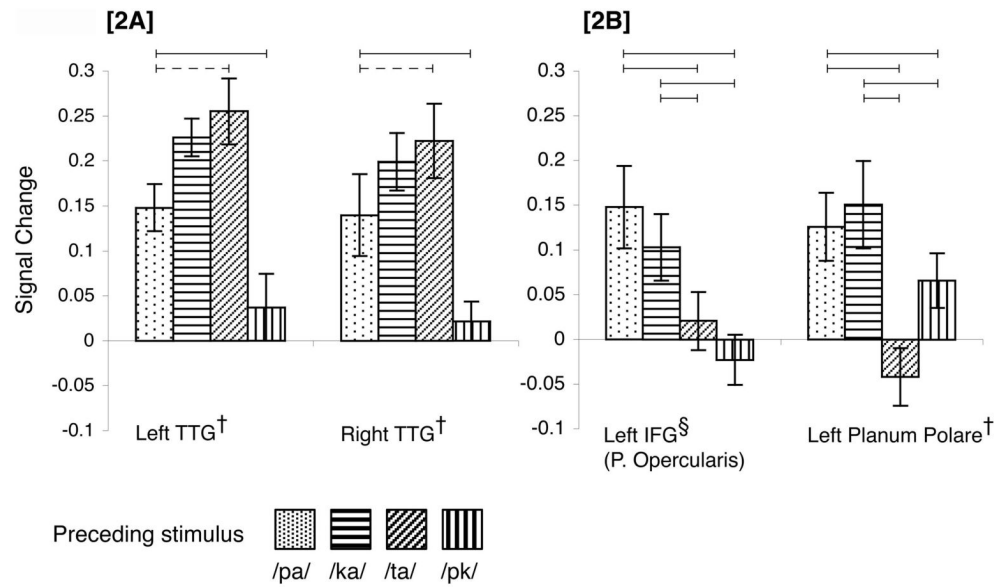 [2A]
[2B]
Signal Change
0.3
0.25
0.2
0.15
0.1
0.05
0
-0.05
-0.1
Left TTG†
Right TTG†
0.3
0.25
0.2
0.15
0.1
0.05
0
-0.05
-0.1
Left IFG§
(P. Opercularis)
Left Planum Polare†
Preceding stimulus
/pa/ /ka/ /ta/ /pk/